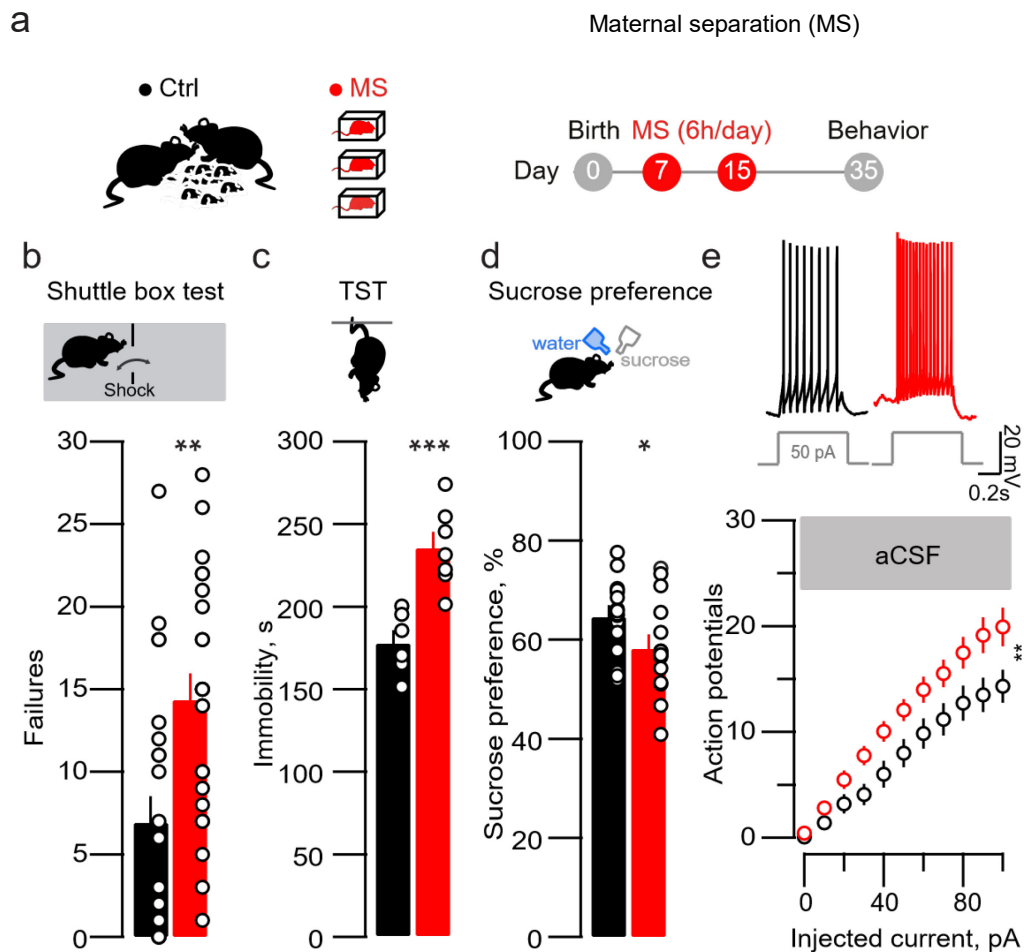 a
Maternal separation (MS)
Ctrl
MS
Birth MS (6h/day) Behavior
Day 0 7 15 35
b
Shuttle box test
Shock
30
25
20
15
10
5
0
Failures
**
c
TST
300 s
250 s
200 s
150 s
100 s
50 s
0 s
Immobility, s
***
d
Sucrose preference
water
sucrose
100
80
60
40
20
0
Sucrose preference, %
*
e
50 pA
20 mV
0.2s
aCSF
30
20
10
0
Action potentials
**
0 40 80
Injected current, pA